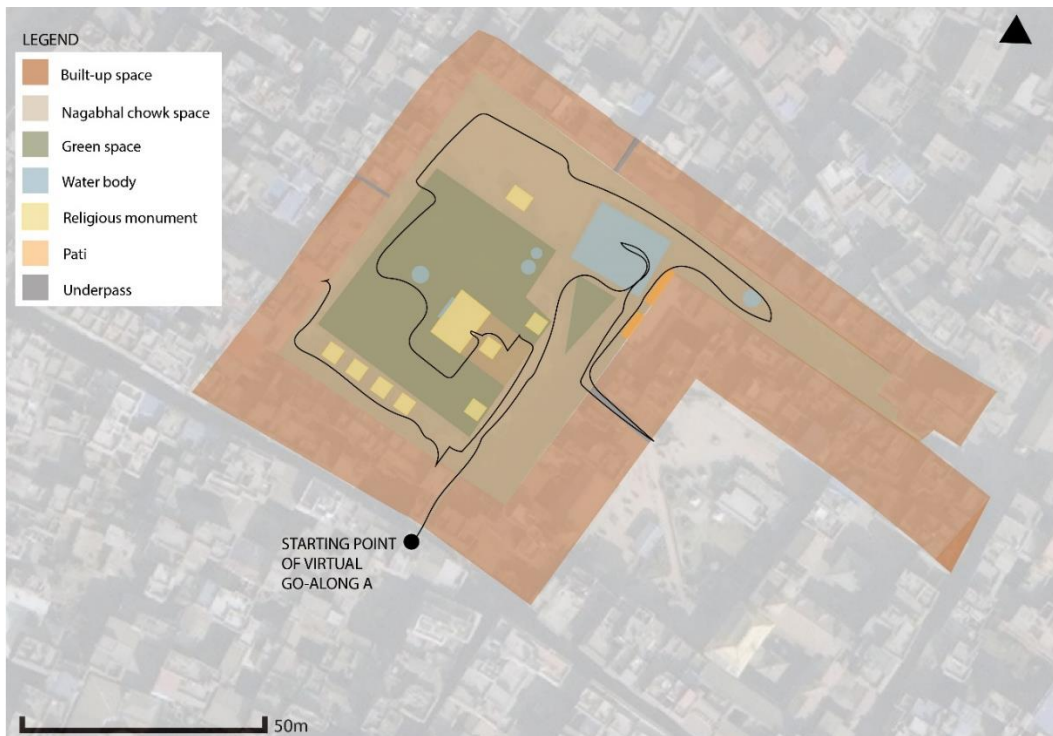 LEGEND
Built-up space
Nagabhal chowk space
Green space
Water body
Religious monument
Pati
Underpass
STARTING POINT
OF VIRTUAL
GO-ALONG A
50m